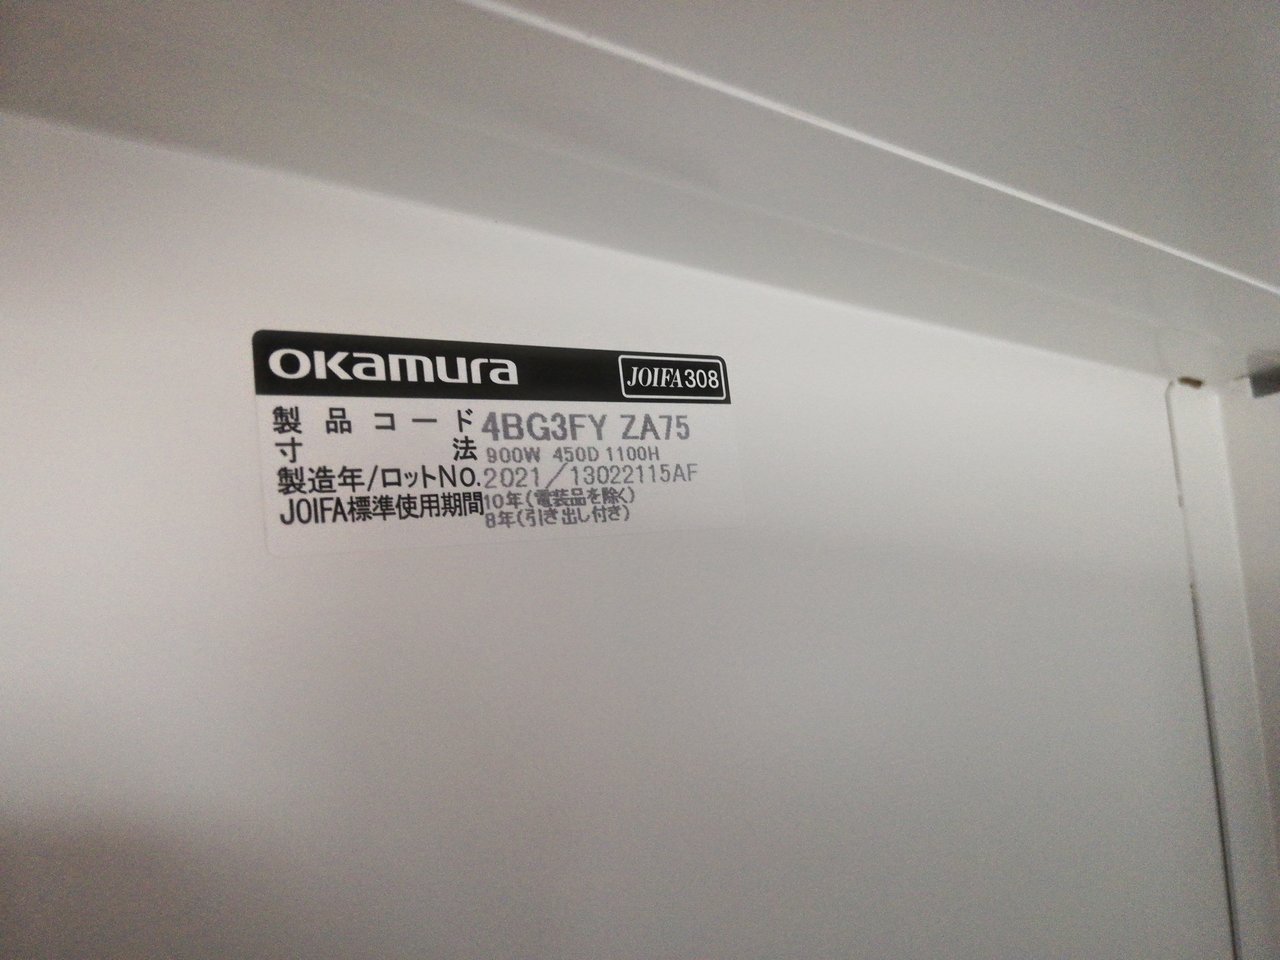 okamura JOIFA308
製品コード 4BG3FY ZA75
寸法 900W 450D 1100H
製造年/ロットNO. 2021/13022115AF
JOIFA標準使用期間 10年(電装品を除く)
8年(引き出し付き)